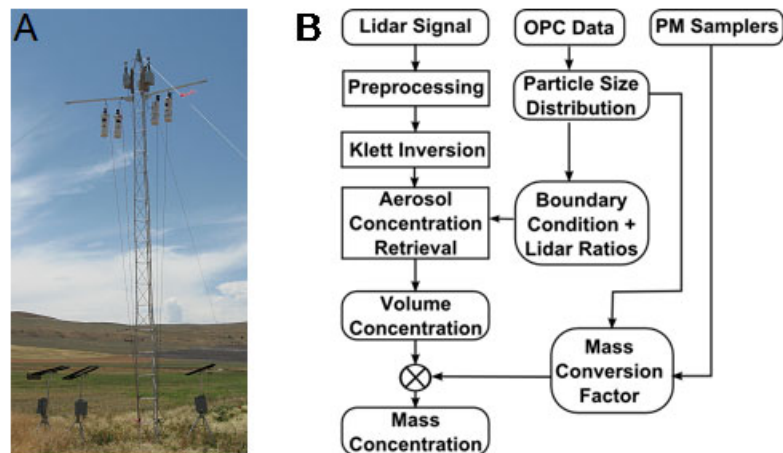 A
B
Lidar Signal
OPC Data
PM Samplers
Preprocessing
Particle Size
Distribution
Klett Inversion
Aerosol
Concentration
Retrieval
Boundary
Condition +
Lidar Ratios
Volume
Concentration
Mass
Conversion
Factor
Mass
Concentration